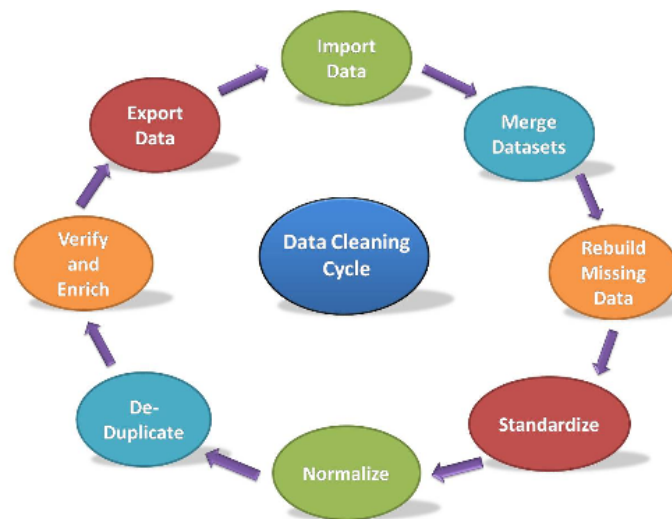 Import
Data
Merge
Datasets
Rebuild
Missing
Data
Standardize
Normalize
De-
Duplicate
Verify
and
Enrich
Export
Data
Data Cleaning
Cycle